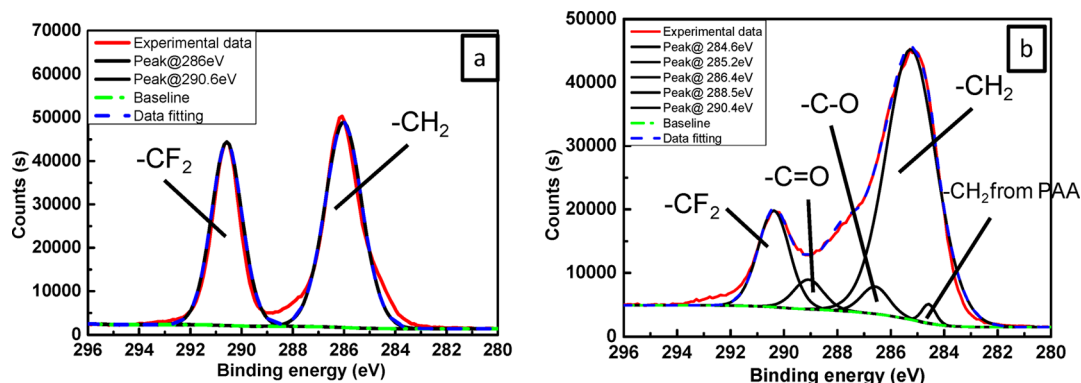 a
70000
60000
50000
40000
30000
20000
10000
0
Counts (s)
Experimental data
Peak@286eV
Peak@290.6eV
Baseline
Data fitting
-CF2
-CH2
296 294 292 290 288 286 284 282 280
Binding energy (eV)
b
50000
40000
30000
20000
10000
0
Counts (s)
Experimental data
Peak@ 284.6eV
Peak@ 285.2eV
Peak@ 286.4eV
Peak@ 288.5eV
Peak@ 290.4eV
Baseline
Data fitting
-C-O
-CH2
-C=O
-CH2from PAA
-CF2
296 294 292 290 288 286 284 282 280
Binding energy (eV)